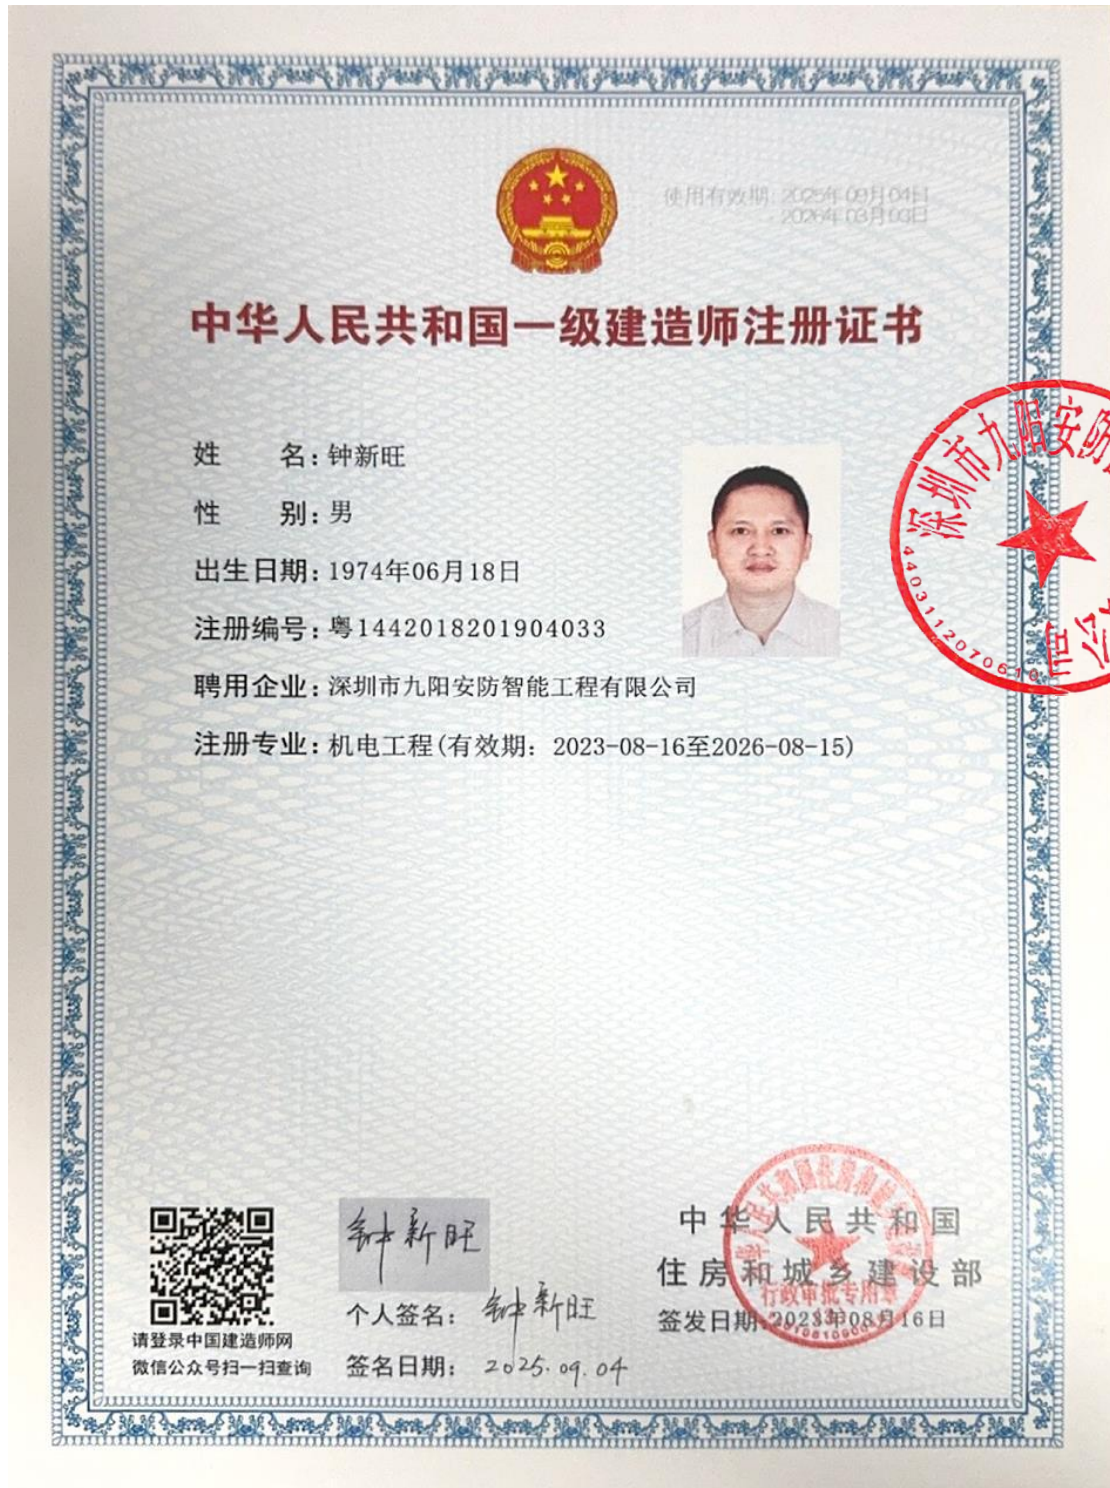 使用有效期: 2025年09月04日
2026年03月03日
中华人民共和国一级建造师注册证书
姓 名: 钟新旺
性 别: 男
出生日期: 1974年06月18日
注册编号: 粤1442018201904033
聘用企业: 深圳市九阳安防智能工程有限公司
注册专业: 机电工程(有效期: 2023-08-16至2026-08-15)
深圳市九阳安防
公司
4403112070610
钟新旺
个人签名: 钟新旺
签名日期: 2025.09.04
请登录中国建造师网
微信公众号扫一扫查询
中华人民共和国
住房和城乡建设部
行政审批专用章
签发日期:2023年08月16日